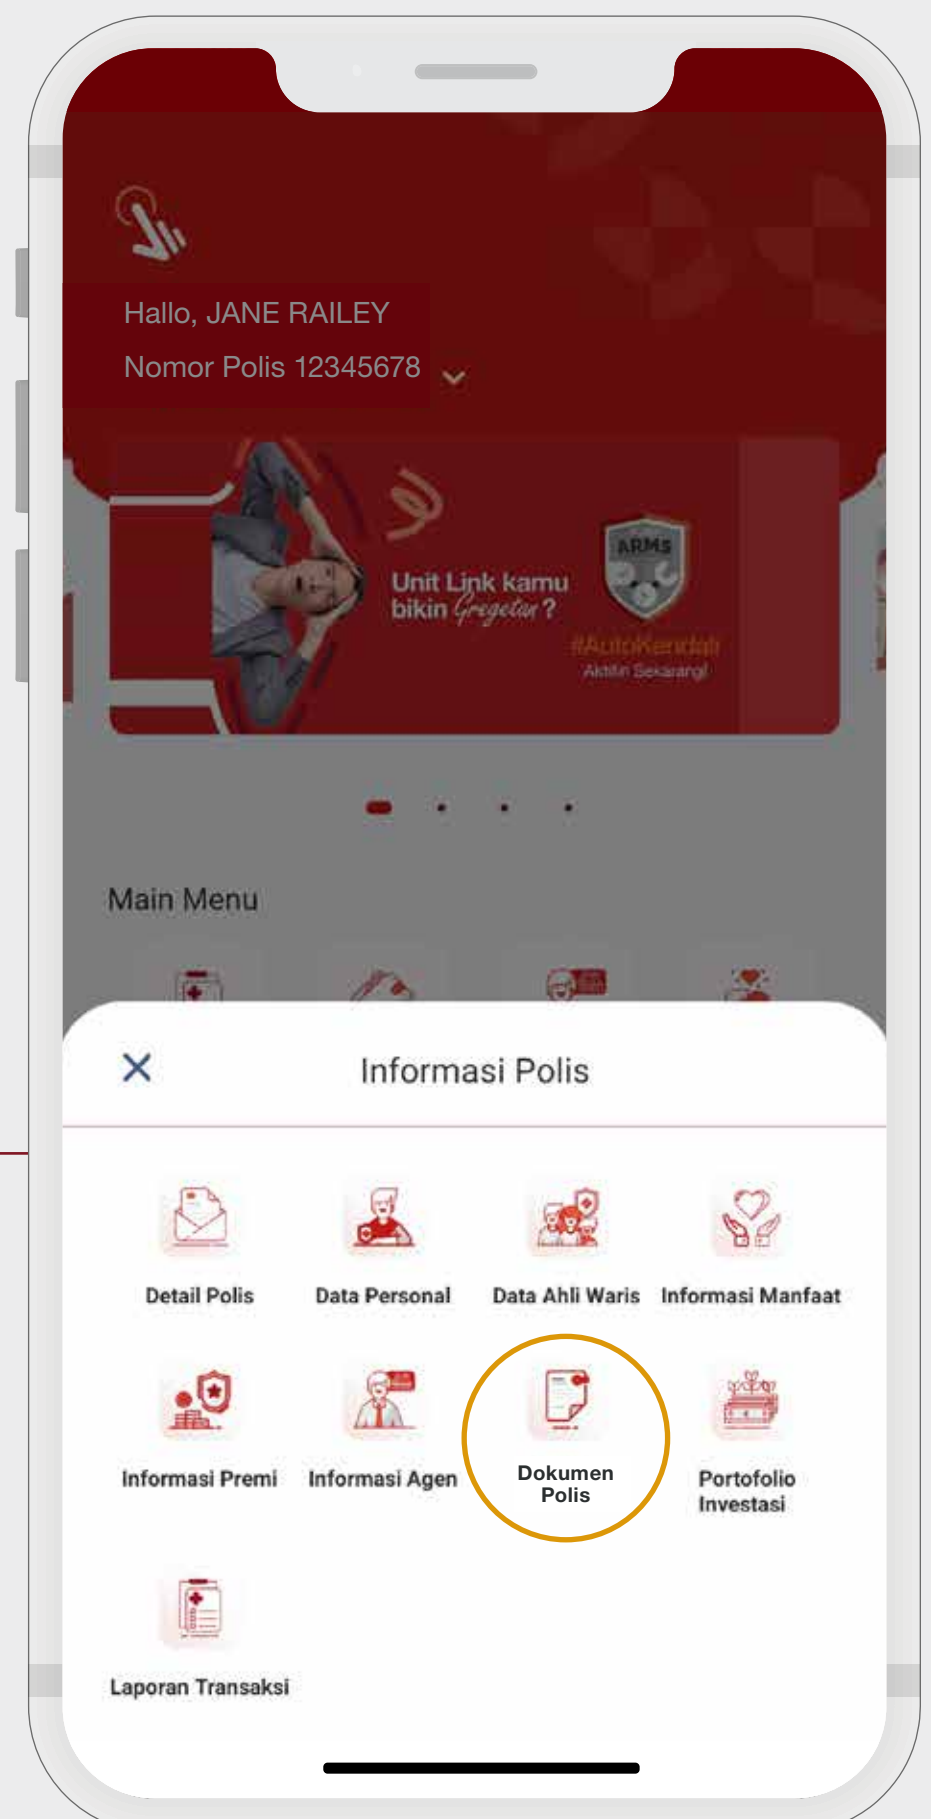 Hallo, JANE RAILEY
Nomor Polis 12345678
Unit Link kamu
bikin Gregetan ?
ARMS
#AutoKendali
Aktifin Sekarang!
Main Menu
Informasi Polis
Detail Polis
Data Personal
Data Ahli Waris
Informasi Manfaat
Informasi Premi
Informasi Agen
Dokumen
Polis
Portofolio
Investasi
Laporan Transaksi